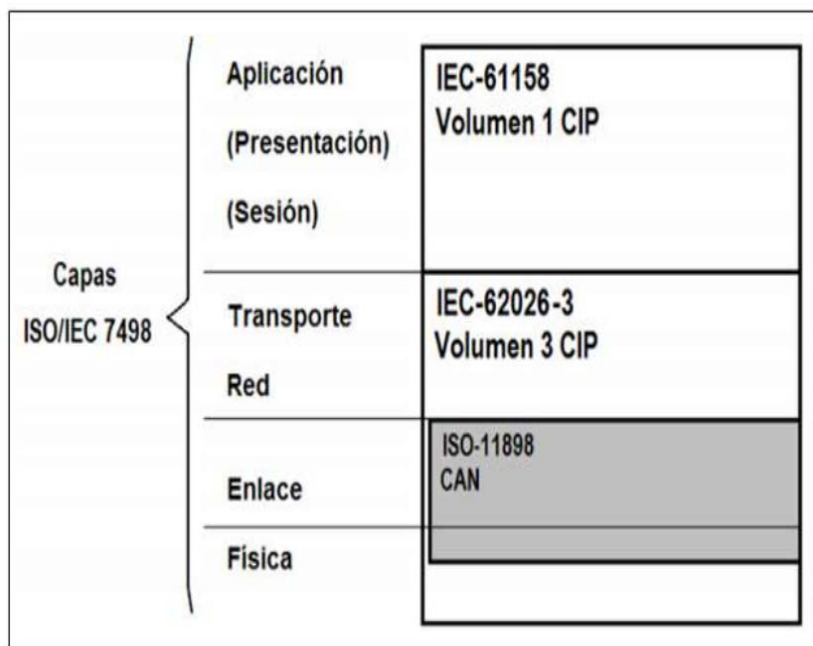 Capas
ISO/IEC 7498
Aplicación
(Presentación)
(Sesión)
IEC-61158
Volumen 1 CIP
Transporte
Red
IEC-62026-3
Volumen 3 CIP
Enlace
Física
ISO-11898
CAN